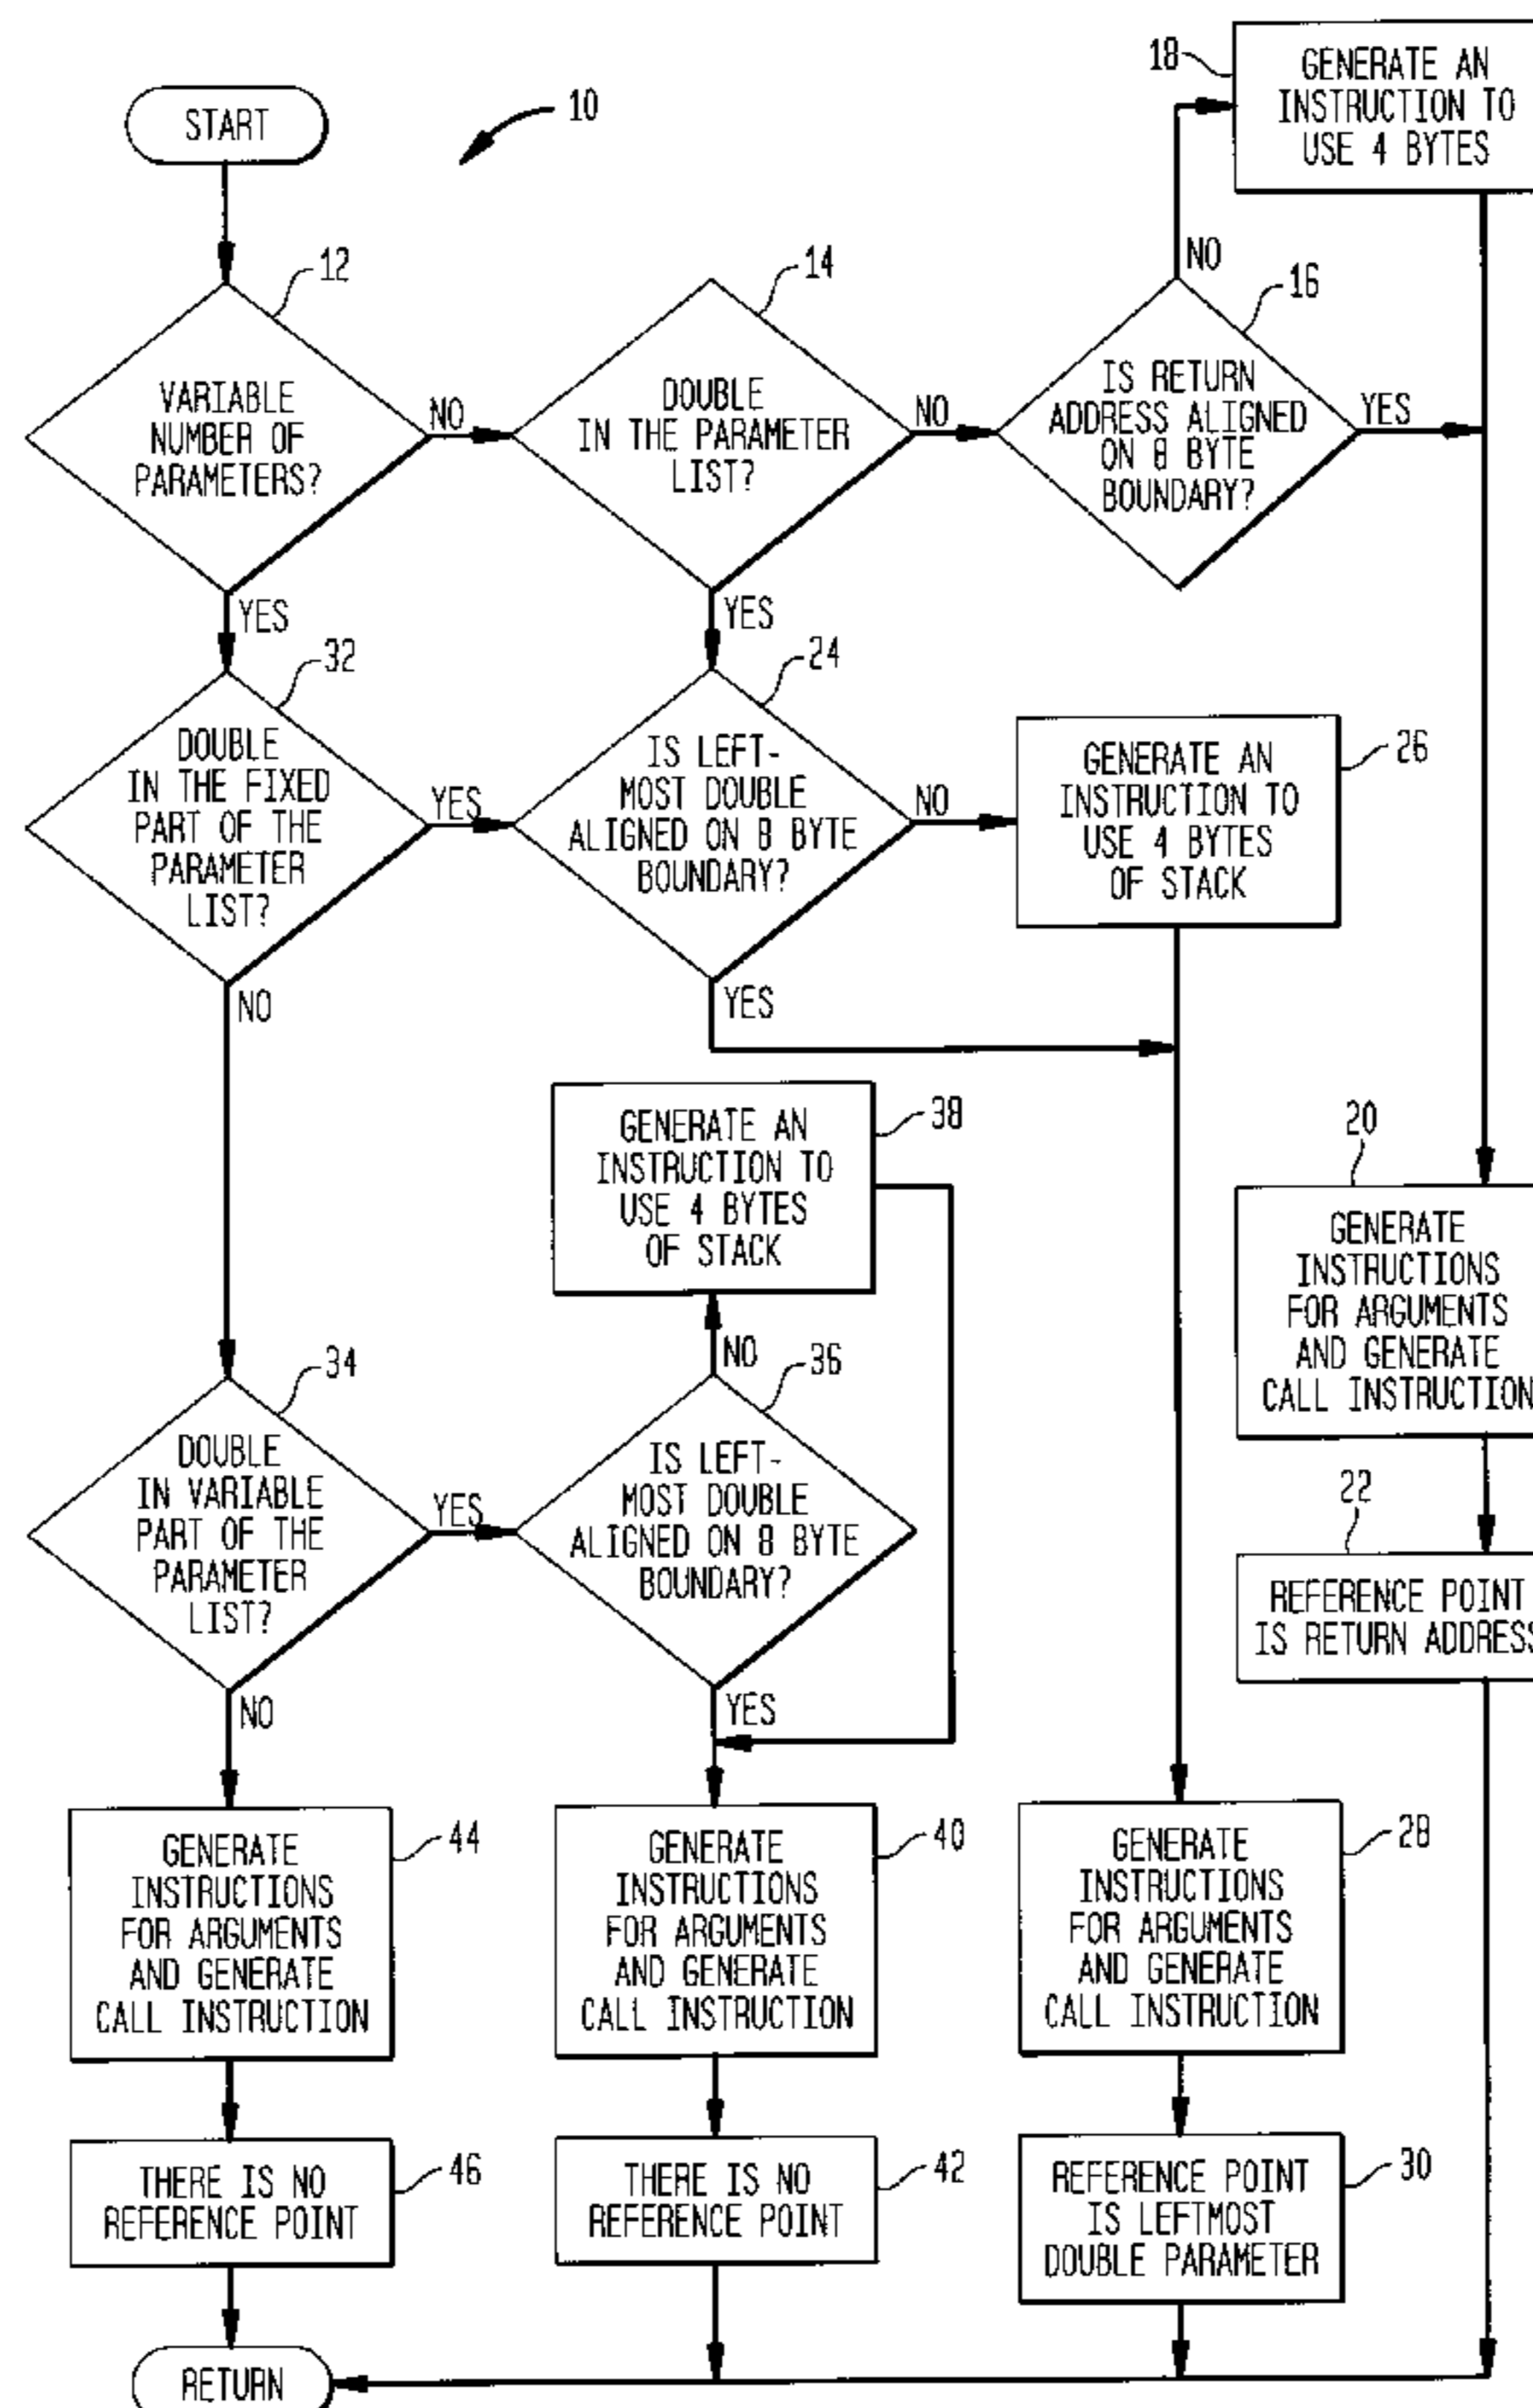 START
10
18
GENERATE AN
INSTRUCTION TO
USE 4 BYTES
12
VARIABLE
NUMBER OF
PARAMETERS?
NO
YES
14
DOUBLE
IN THE PARAMETER
LIST?
NO
YES
16
NO
IS RETURN
ADDRESS ALIGNED
ON 8 BYTE
BOUNDARY?
YES
32
DOUBLE
IN THE FIXED
PART OF THE
PARAMETER
LIST?
YES
NO
24
IS LEFT-
MOST DOUBLE
ALIGNED ON 8 BYTE
BOUNDARY?
NO
YES
26
GENERATE AN
INSTRUCTION TO
USE 4 BYTES
OF STACK
38
GENERATE AN
INSTRUCTION TO
USE 4 BYTES
OF STACK
20
GENERATE
INSTRUCTIONS
FOR ARGUMENTS
AND GENERATE
CALL INSTRUCTION
34
DOUBLE
IN VARIABLE
PART OF THE
PARAMETER
LIST?
YES
NO
36
NO
IS LEFT-
MOST DOUBLE
ALIGNED ON 8 BYTE
BOUNDARY?
YES
22
REFERENCE POINT
IS RETURN ADDRESS
44
GENERATE
INSTRUCTIONS
FOR ARGUMENTS
AND GENERATE
CALL INSTRUCTION
40
GENERATE
INSTRUCTIONS
FOR ARGUMENTS
AND GENERATE
CALL INSTRUCTION
28
GENERATE
INSTRUCTIONS
FOR ARGUMENTS
AND GENERATE
CALL INSTRUCTION
46
THERE IS NO
REFERENCE POINT
42
THERE IS NO
REFERENCE POINT
30
REFERENCE POINT
IS LEFTMOST
DOUBLE PARAMETER
RETURN